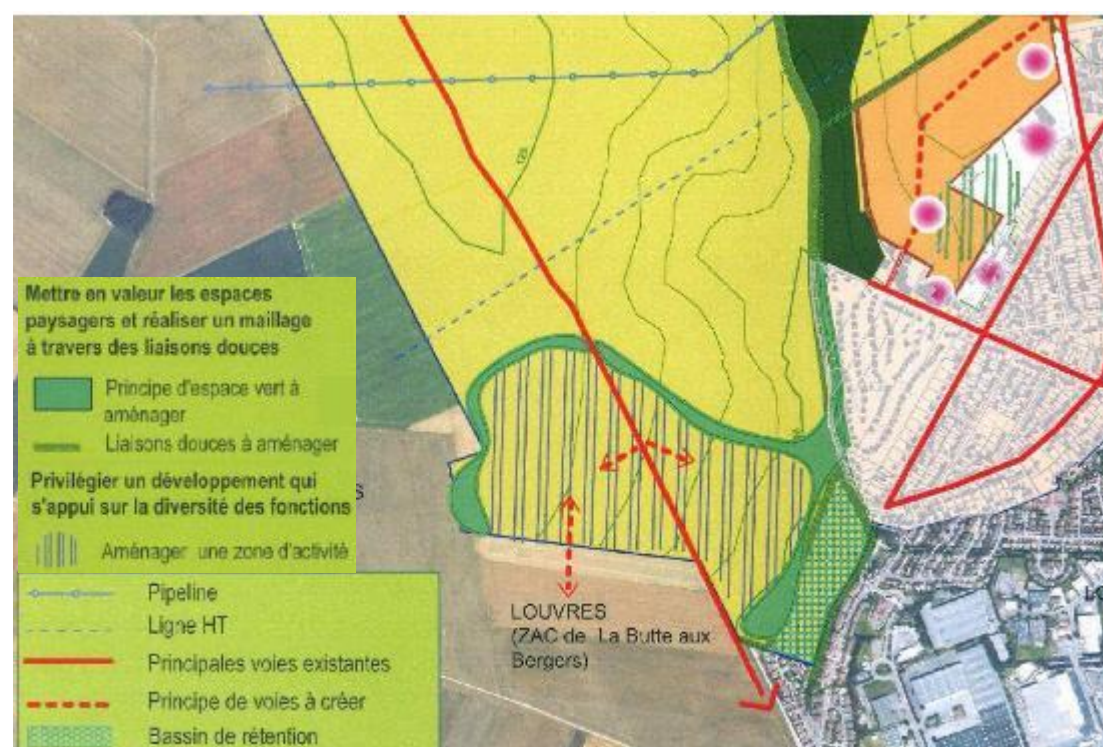 Mettre en valeur les espaces
paysagers et réaliser un maillage
à travers des liaisons douces
Principe d'espace vert à
aménager
Liaisons douces à aménager
Privilégier un développement qui
s'appui sur la diversité des fonctions
Aménager une zone d'activité
Pipeline
Ligne HT
Principales voies existantes
Principe de voies à créer
Bassin de rétention
S
LOUVRES
(ZAC de La Butte aux
Bergers)